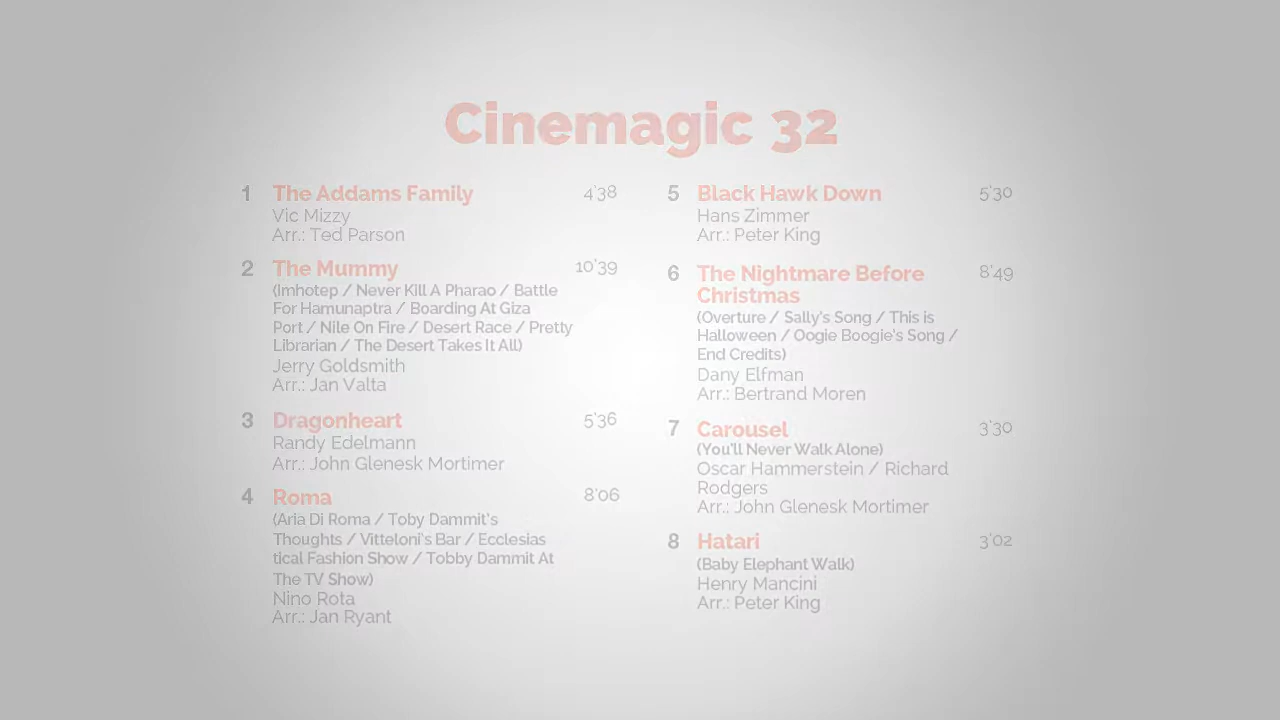 Cinemagic 32
1 The Addams Family 4'38
Vic Mizzy
Arr.: Ted Parson
2 The Mummy 10'39
(Imhotep / Never Kill A Pharao / Battle
For Hamunaptra / Boarding At Giza
Port / Nile On Fire / Desert Race / Pretty
Librarian / The Desert Takes It All)
Jerry Goldsmith
Arr.: Jan Valta
3 Dragonheart 5'36
Randy Edelmann
Arr.: John Glenesk Mortimer
4 Roma 8'06
(Aria Di Roma / Toby Dammit's
Thoughts / Vitteloni's Bar / Ecclesias
tical Fashion Show / Tobby Dammit At
The TV Show)
Nino Rota
Arr.: Jan Ryant
5 Black Hawk Down 5'30
Hans Zimmer
Arr.: Peter King
6 The Nightmare Before 8'49
Christmas
(Overture / Sally's Song / This is
Halloween / Oogie Boogie's Song /
End Credits)
Dany Elfman
Arr.: Bertrand Moren
7 Carousel 3'30
(You'll Never Walk Alone)
Oscar Hammerstein / Richard
Rodgers
Arr.: John Glenesk Mortimer
8 Hatari 3'02
(Baby Elephant Walk)
Henry Mancini
Arr.: Peter King